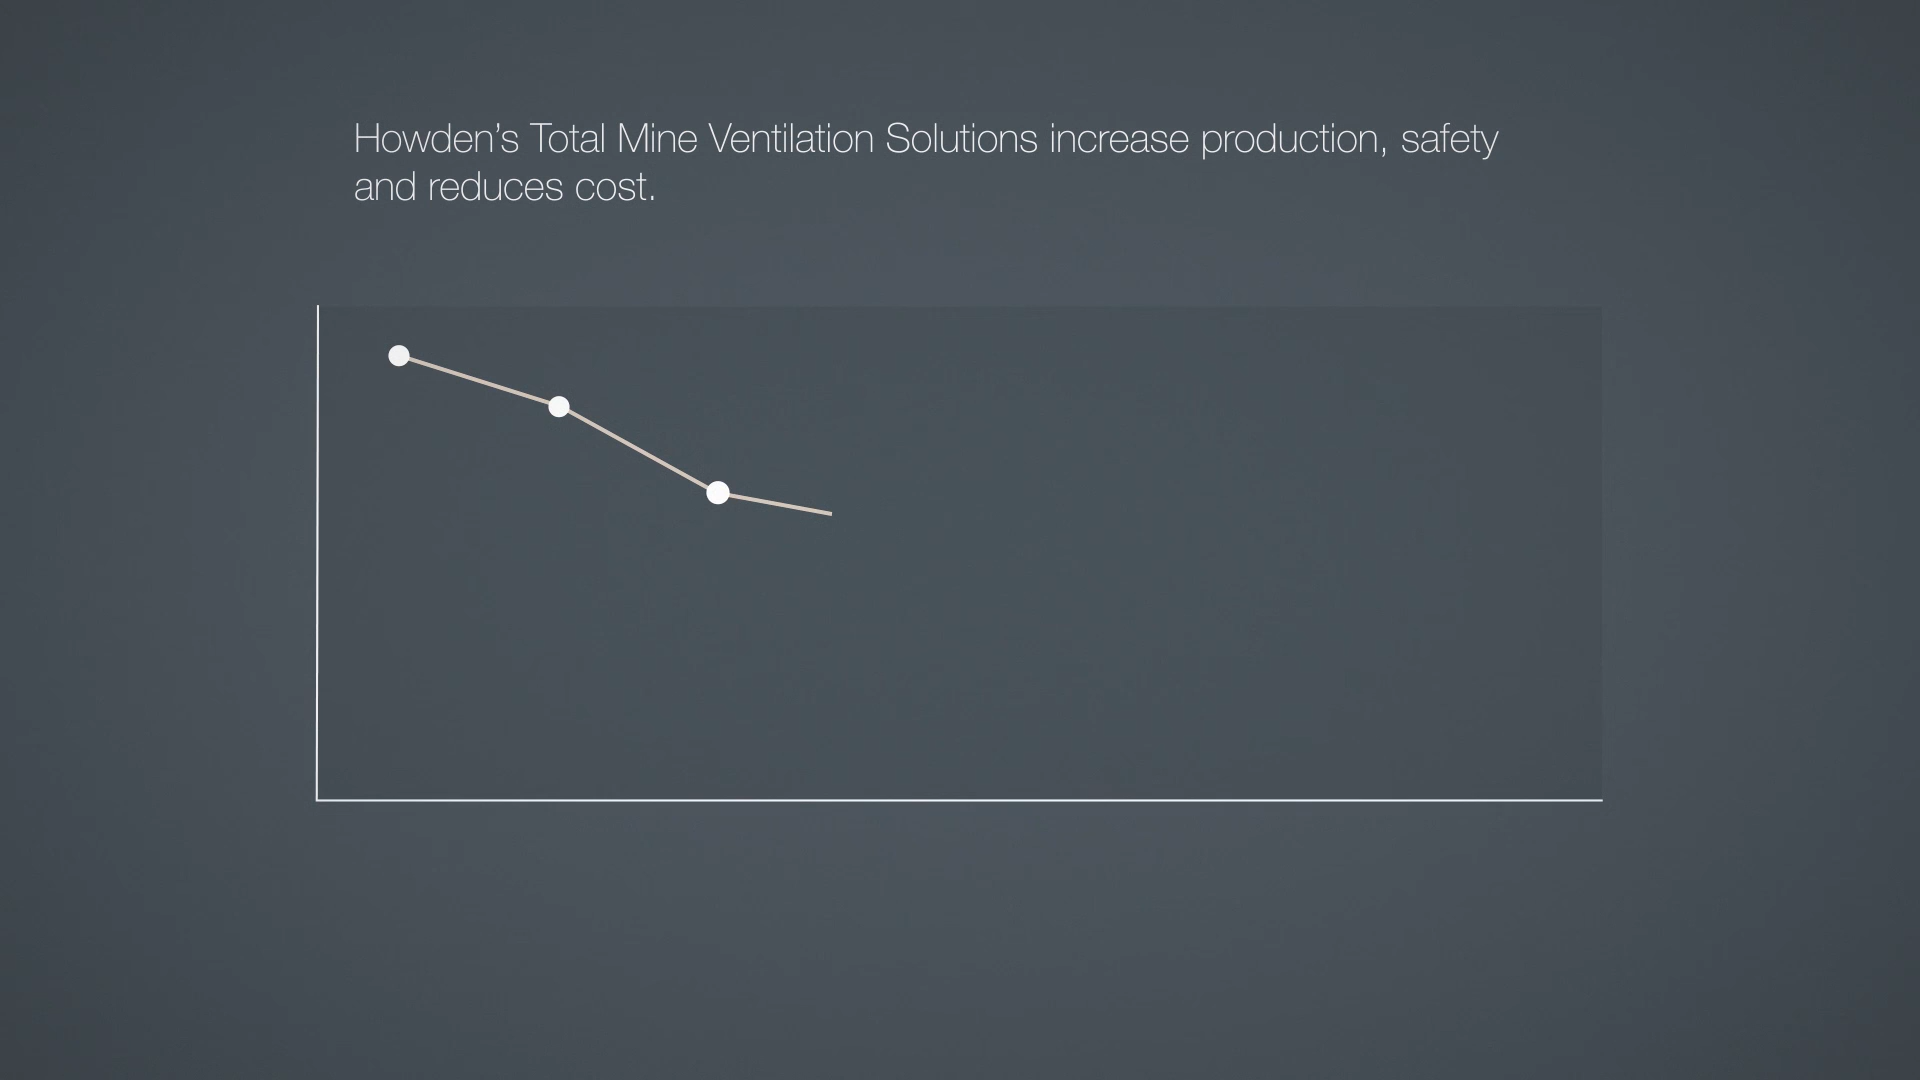 Howden’s Total Mine Ventilation Solutions increase production, safety
and reduces cost.